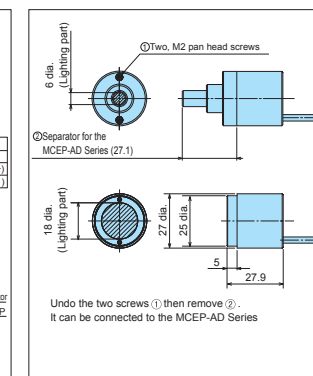 ①Two, M2 pan head screws
6 dia.
(Lighting part)
②Separator for the
MCEP-AD Series (27.1)
18 dia.
(Lighting part)
27 dia.
25 dia.
5
27.9
Undo the two screws ① then remove ② .
It can be connected to the MCEP-AD Series